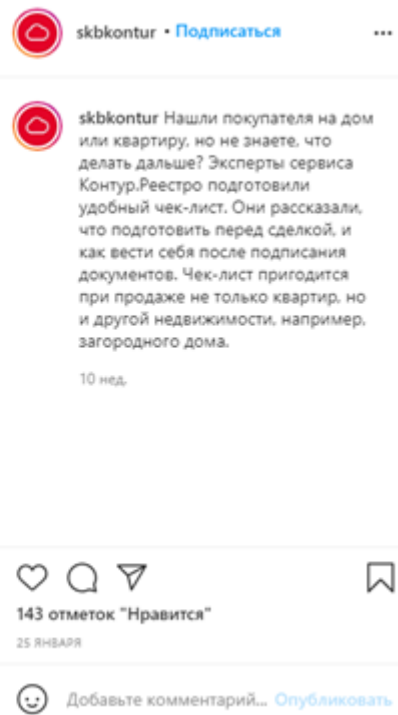 skbkontur • Подписаться
skbkontur Нашли покупателя на дом
или квартиру, но не знаете, что
делать дальше? Эксперты сервиса
Контур.Реестро подготовили
удобный чек-лист. Они рассказали,
что подготовить перед сделкой, и
как вести себя после подписания
документов. Чек-лист пригодится
при продаже не только квартир, но
и другой недвижимости, например,
загородного дома.
10 нед.
143 отметок "Нравится"
25 ЯНВАРЯ
Добавьте комментарий... Опубликовать